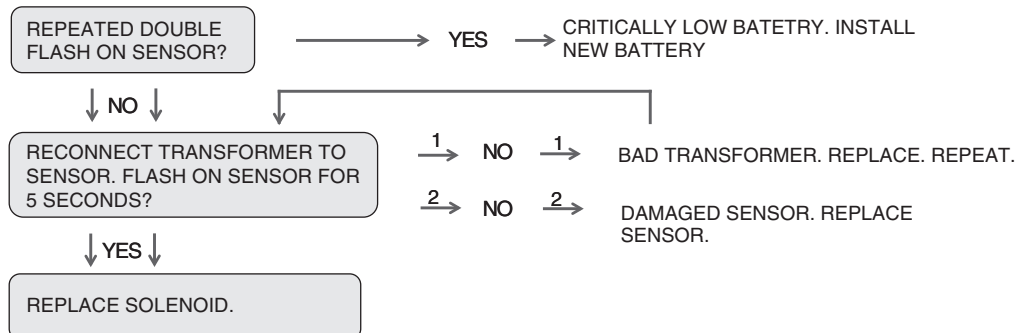 REPEATED DOUBLE
FLASH ON SENSOR?
YES
CRITICALLY LOW BATETRY. INSTALL
NEW BATTERY
NO
RECONNECT TRANSFORMER TO
SENSOR. FLASH ON SENSOR FOR
5 SECONDS?
1
NO
1
BAD TRANSFORMER. REPLACE. REPEAT.
2
NO
2
DAMAGED SENSOR. REPLACE
SENSOR.
YES
REPLACE SOLENOID.